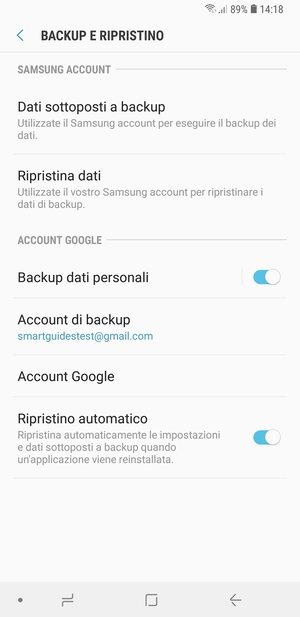 89% 14:18
BACKUP E RIPRISTINO
SAMSUNG ACCOUNT
Dati sottoposti a backup
Utilizzate il Samsung account per eseguire il backup dei
dati.
Ripristina dati
Utilizzate il vostro Samsung account per ripristinare i
dati di backup.
ACCOUNT GOOGLE
Backup dati personali
Account di backup
smartguidestest@gmail.com
Account Google
Ripristino automatico
Ripristina automaticamente le impostazioni
e dati sottoposti a backup quando
un'applicazione viene reinstallata.